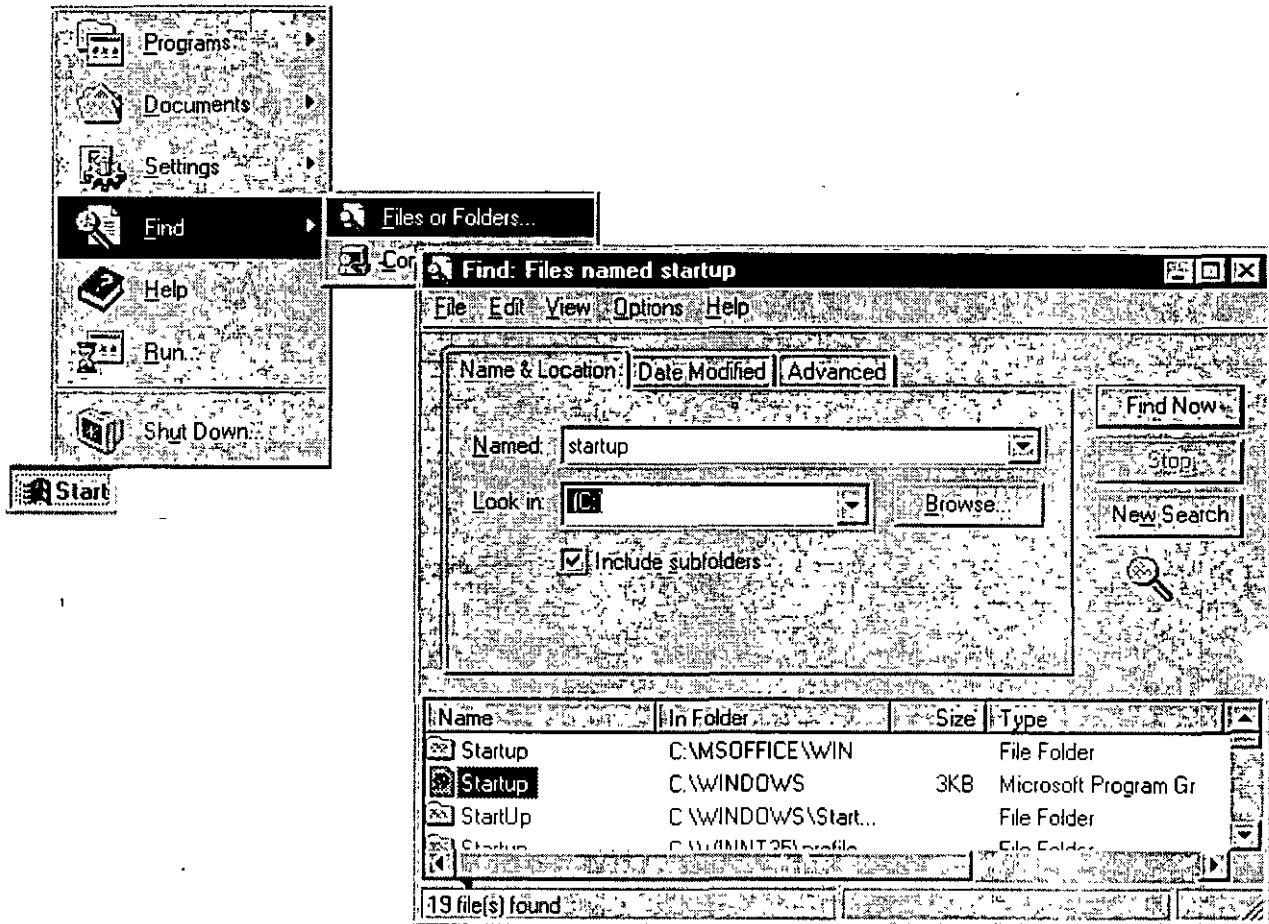 Programs
Documents
Settings
Find
Files or Folders...
Help
Run...
Shut Down...
Start
Find: Files named startup
File Edit View Options Help
Name & Location Date Modified Advanced
Named: startup
Look in: (C:)
Browse...
Include subfolders
Find Now
Stop
New Search
Name In Folder Size Type
Startup C:\MSOFFICE\WIN File Folder
Startup C:\WINDOWS 3KB Microsoft Program Gr
StartUp C:\WINDOWS\Start... File Folder
19 file(s) found